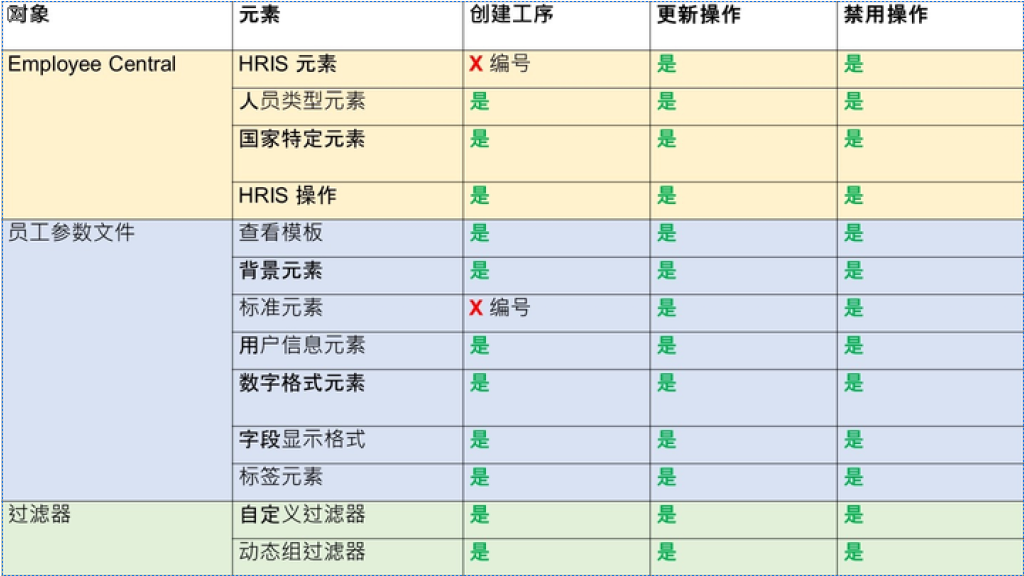 对象 元素 创建工序 更新操作 禁用操作
Employee Central HRIS 元素 X 编号 是 是
人员类型元素 是 是 是
国家特定元素 是 是 是
HRIS 操作 是 是 是
员工参数文件 查看模板 是 是 是
背景元素 是 是 是
标准元素 X 编号 是 是
用户信息元素 是 是 是
数字格式元素 是 是 是
字段显示格式 是 是 是
标签元素 是 是 是
过滤器 自定义过滤器 是 是 是
动态组过滤器 是 是 是